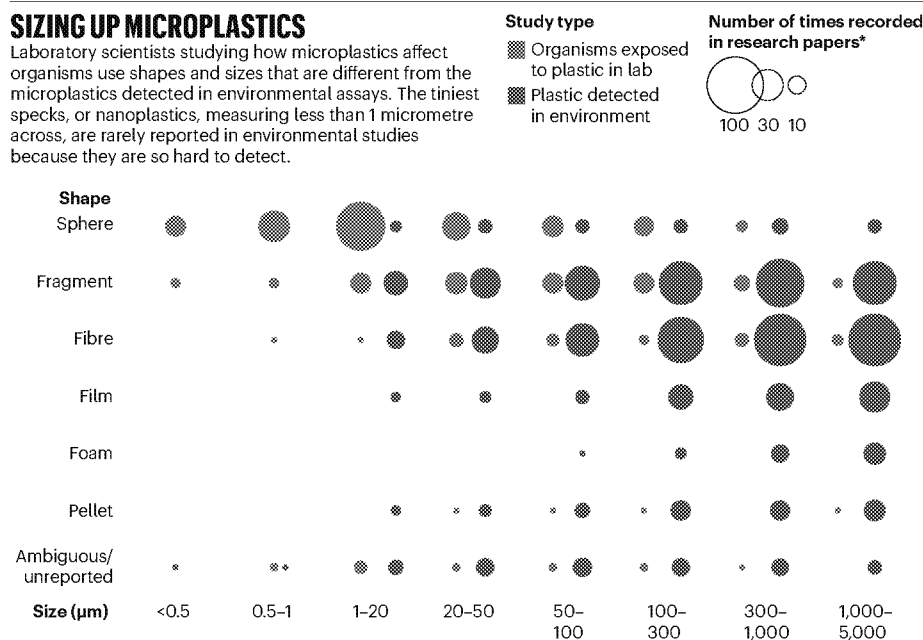 SIZING UP MICROPLASTICS
Laboratory scientists studying how microplastics affect
organisms use shapes and sizes that are different from the
microplastics detected in environmental assays. The tiniest
specks, or nanoplastics, measuring less than 1 micrometre
across, are rarely reported in environmental studies
because they are so hard to detect.
Study type
Organisms exposed
to plastic in lab
Plastic detected
in environment
Number of times recorded
in research papers*
100 30 10
Shape
Sphere
Fragment
Fibre
Film
Foam
Pellet
Ambiguous/
unreported
Size (μm) <0.5 0.5–1 1–20 20–50 50– 100– 300– 1,000–
100 300 1,000 5,000